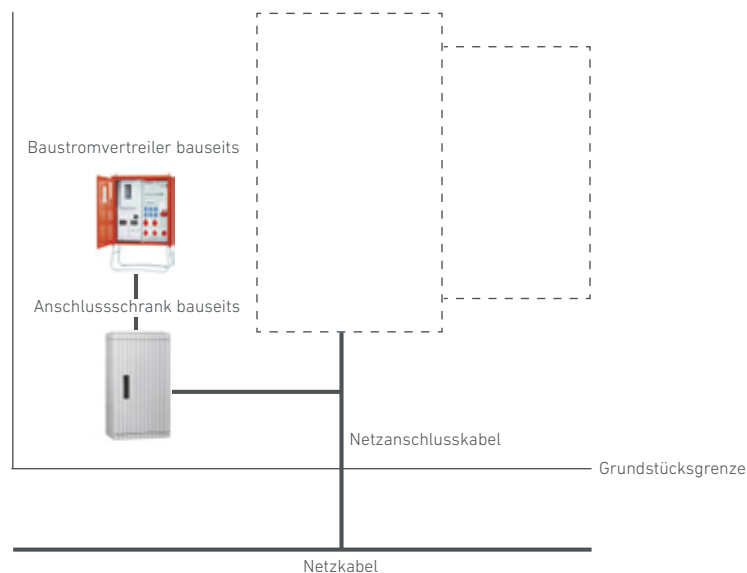 Baustromvertreiler bauseits
Anschlussschrank bauseits
Netzanschlusskabel
Grundstücksgrenze
Netzkabel